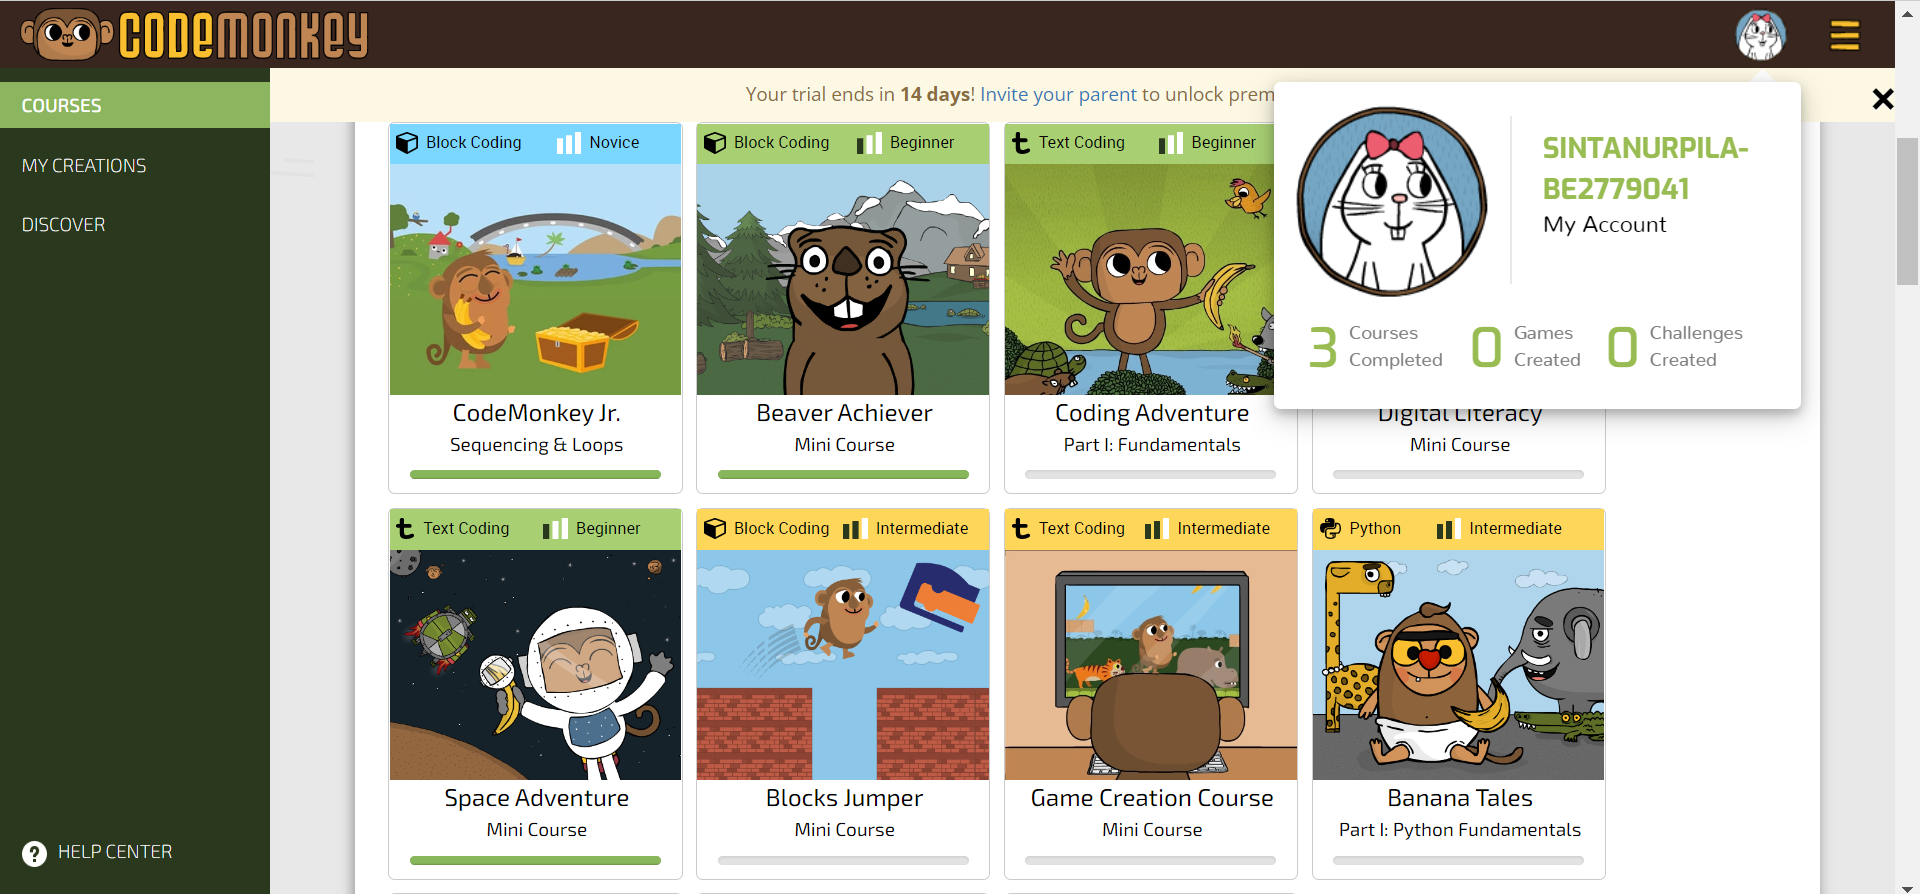 CODEMONKEY
COURSES
MY CREATIONS
DISCOVER
HELP CENTER
Your trial ends in 14 days! Invite your parent to unlock prem
SINTANURPILA-
BE2779041
My Account
3 Courses Completed
0 Games Created
0 Challenges Created
Block Coding Novice
CodeMonkey Jr.
Sequencing & Loops
Block Coding Beginner
Beaver Achiever
Mini Course
Text Coding Beginner
Coding Adventure
Part I: Fundamentals
Digital Literacy
Mini Course
Text Coding Beginner
Space Adventure
Mini Course
Block Coding Intermediate
Blocks Jumper
Mini Course
Text Coding Intermediate
Game Creation Course
Mini Course
Python Intermediate
Banana Tales
Part I: Python Fundamentals